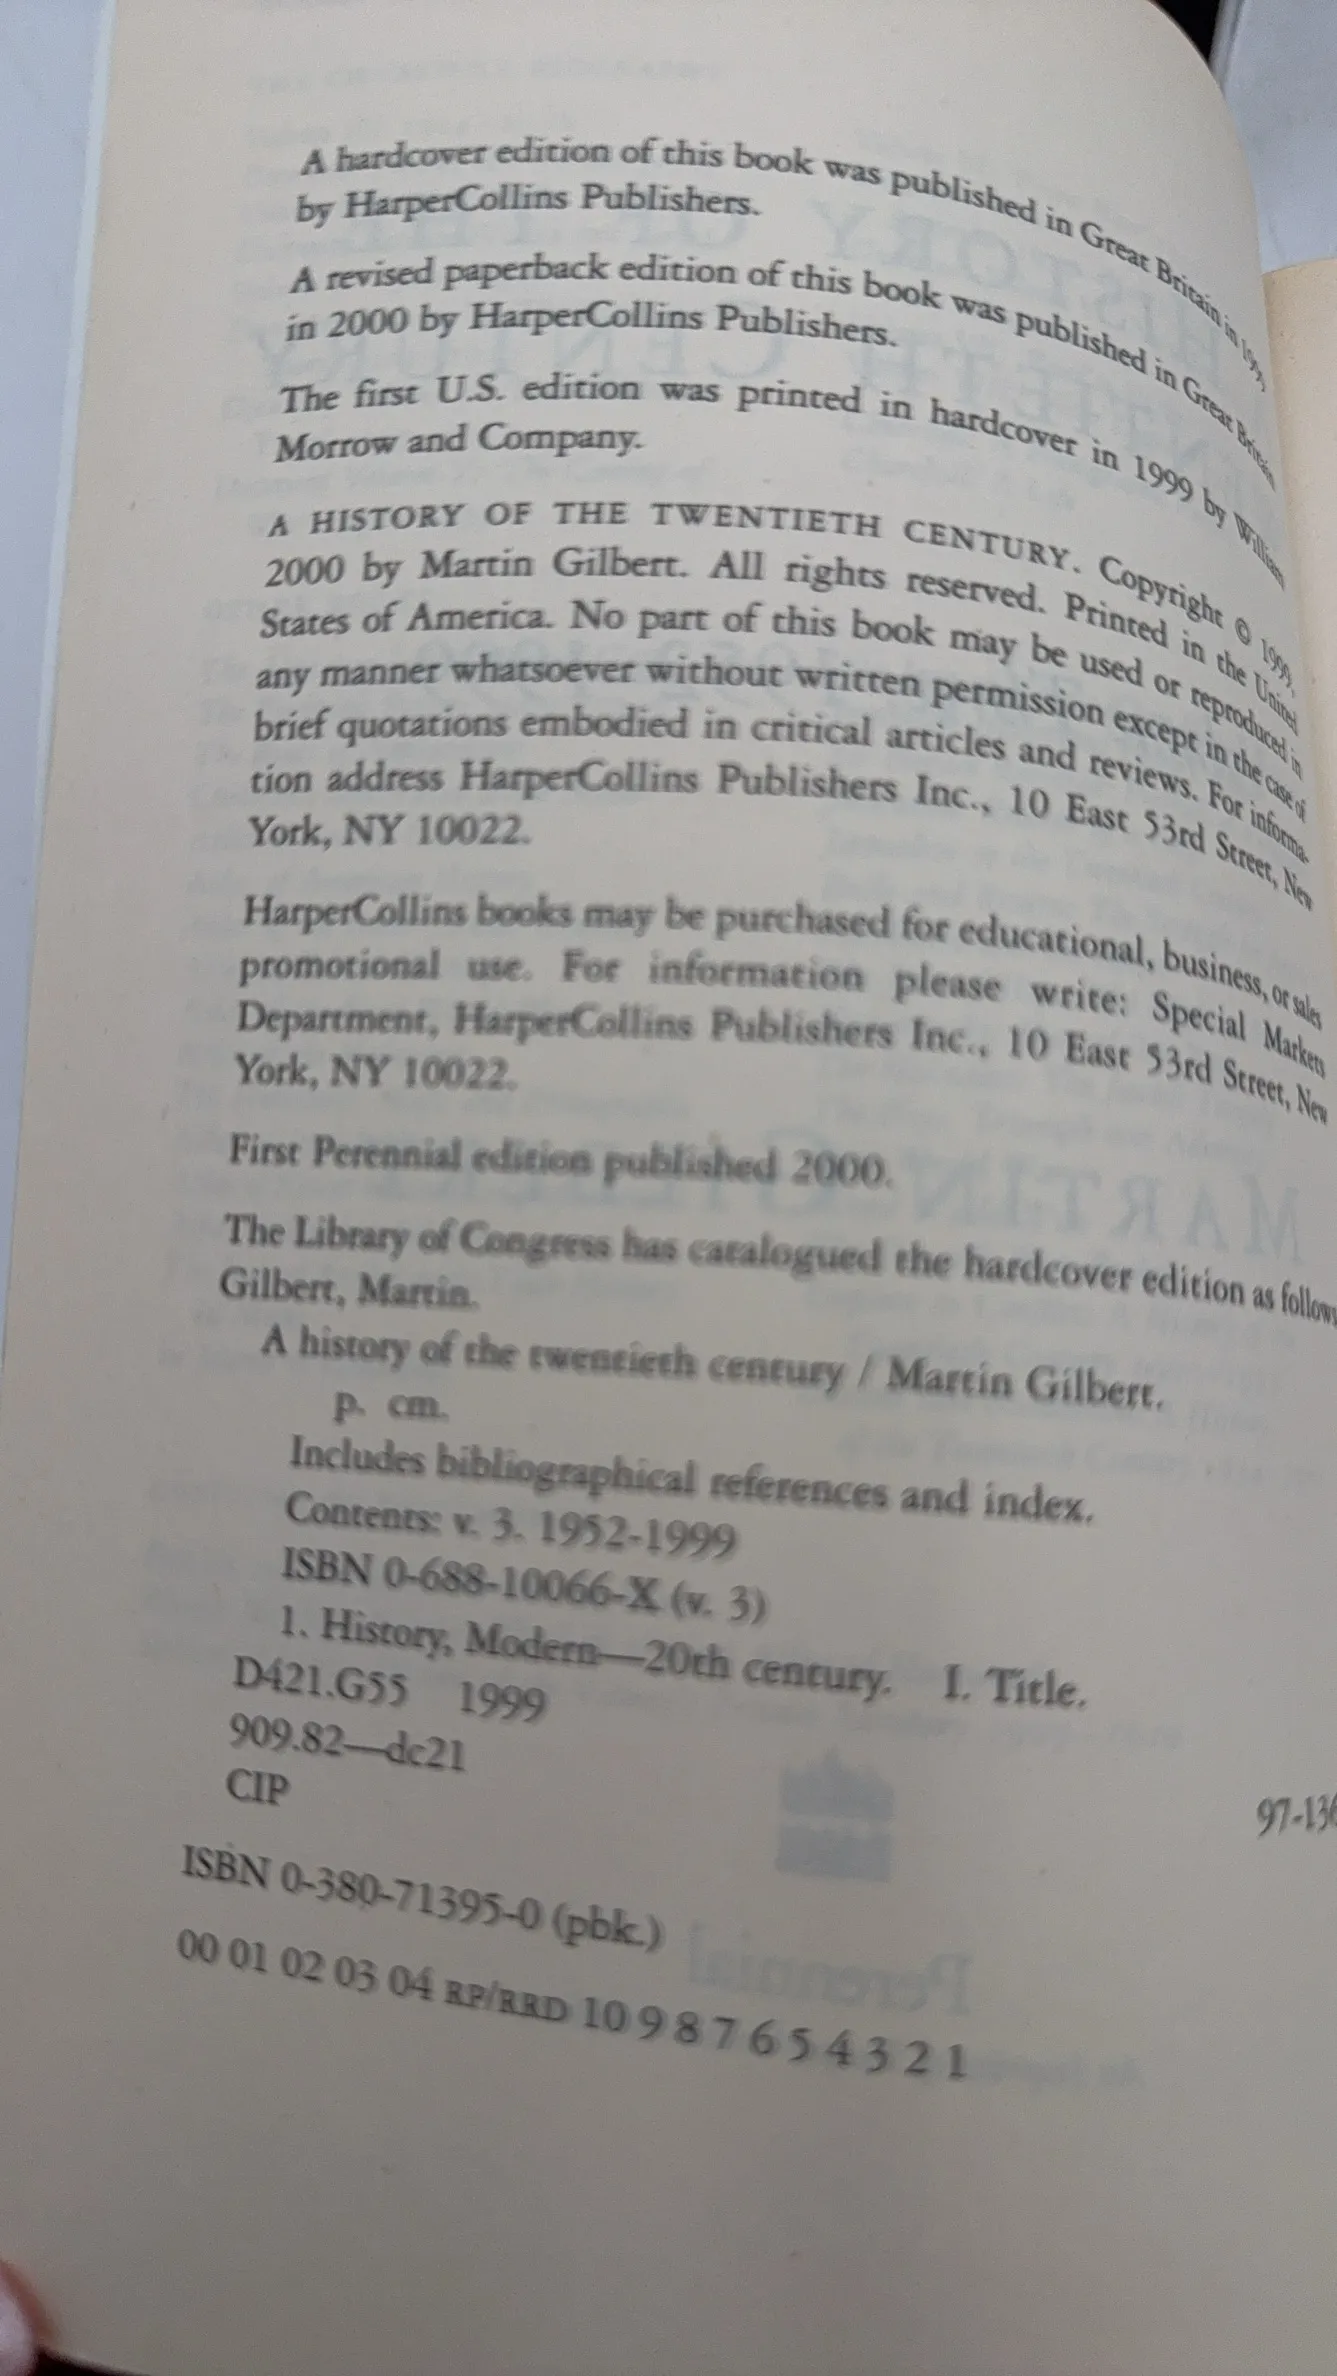 A hardcover edition of this book was published in Great Britain in 1999
by HarperCollins Publishers.
A revised paperback edition of this book was published in Great Britain
in 2000 by HarperCollins Publishers.
The first U.S. edition was printed in hardcover in 1999 by William
Morrow and Company.
A HISTORY OF THE TWENTIETH CENTURY. Copyright © 1999,
2000 by Martin Gilbert. All rights reserved. Printed in the United
States of America. No part of this book may be used or reproduced in
any manner whatsoever without written permission except in the case of
brief quotations embodied in critical articles and reviews. For informa-
tion address HarperCollins Publishers Inc., 10 East 53rd Street, New
York, NY 10022.
HarperCollins books may be purchased for educational, business, or sales
promotional use. For information please write: Special Markets
Department, HarperCollins Publishers Inc., 10 East 53rd Street, New
York, NY 10022.
First Perennial edition published 2000.
The Library of Congress has catalogued the hardcover edition as follows
Gilbert, Martin.
A history of the twentieth century / Martin Gilbert.
p. cm.
Includes bibliographical references and index.
Contents: v. 3. 1952-1999
ISBN 0-688-10066-X (v. 3)
1. History, Modern—20th century. I. Title.
D421.G55 1999
909.82—dc21
97-136
CIP
ISBN 0-380-71395-0 (pbk.)
00 01 02 03 04 RP/RRD 10 9 8 7 6 5 4 3 2 1